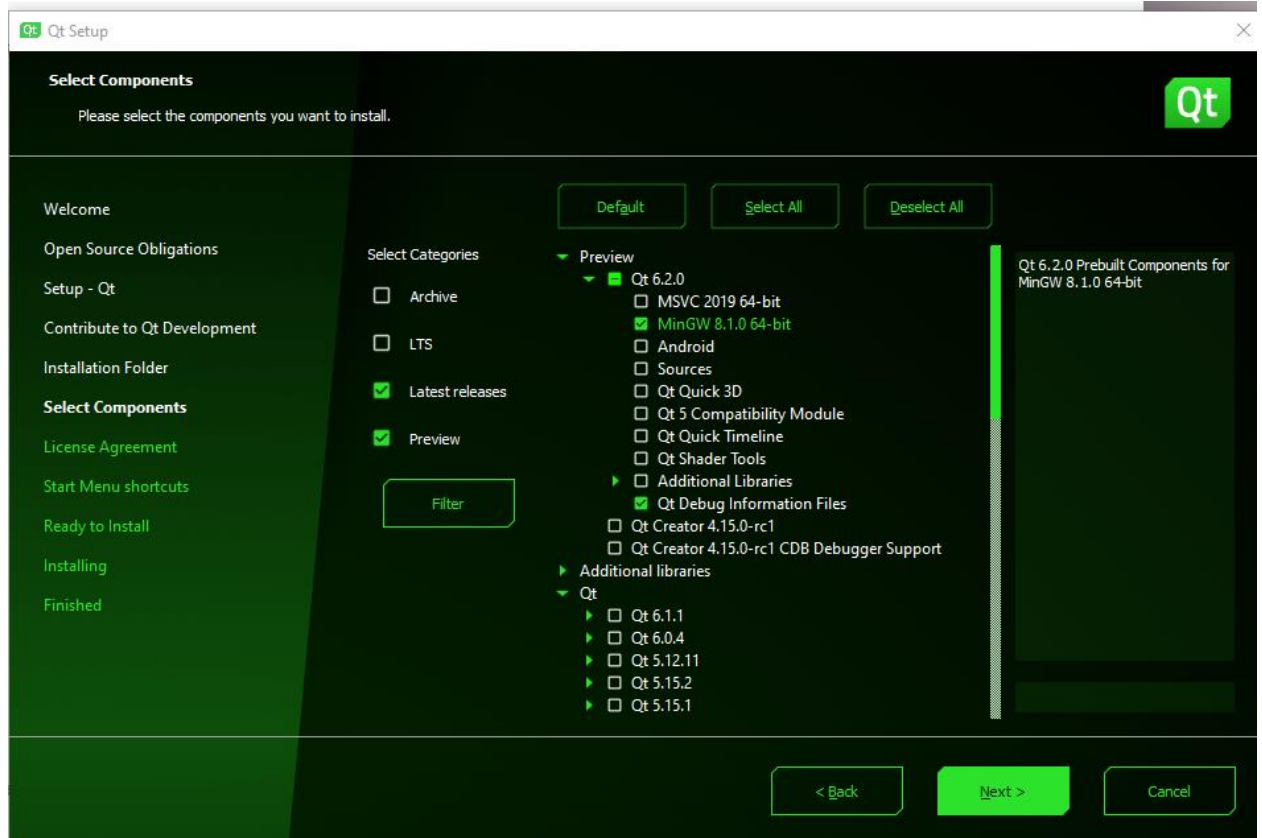 Qt Qt Setup
Select Components
Please select the components you want to install.
Qt
Welcome
Open Source Obligations
Setup - Qt
Contribute to Qt Development
Installation Folder
Select Components
License Agreement
Start Menu shortcuts
Ready to Install
Installing
Finished
Select Categories
Archive
LTS
Latest releases
Preview
Filter
Default
Select All
Deselect All
Preview
Qt 6.2.0
MSVC 2019 64-bit
MinGW 8.1.0 64-bit
Android
Sources
Qt Quick 3D
Qt 5 Compatibility Module
Qt Quick Timeline
Qt Shader Tools
Additional Libraries
Qt Debug Information Files
Qt Creator 4.15.0-rc1
Qt Creator 4.15.0-rc1 CDB Debugger Support
Additional libraries
Qt
Qt 6.1.1
Qt 6.0.4
Qt 5.12.11
Qt 5.15.2
Qt 5.15.1
Qt 6.2.0 Prebuilt Components for
MinGW 8.1.0 64-bit
< Back
Next >
Cancel